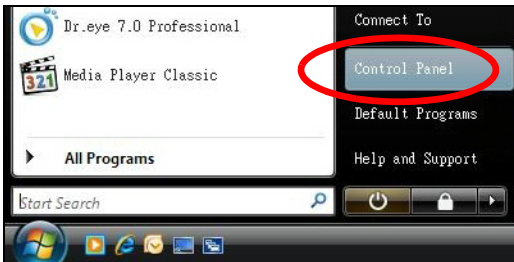 Dr.eye 7.0 Professional
321
Media Player Classic
All Programs
Start Search
Connect To
Control Panel
Default Programs
Help and Support